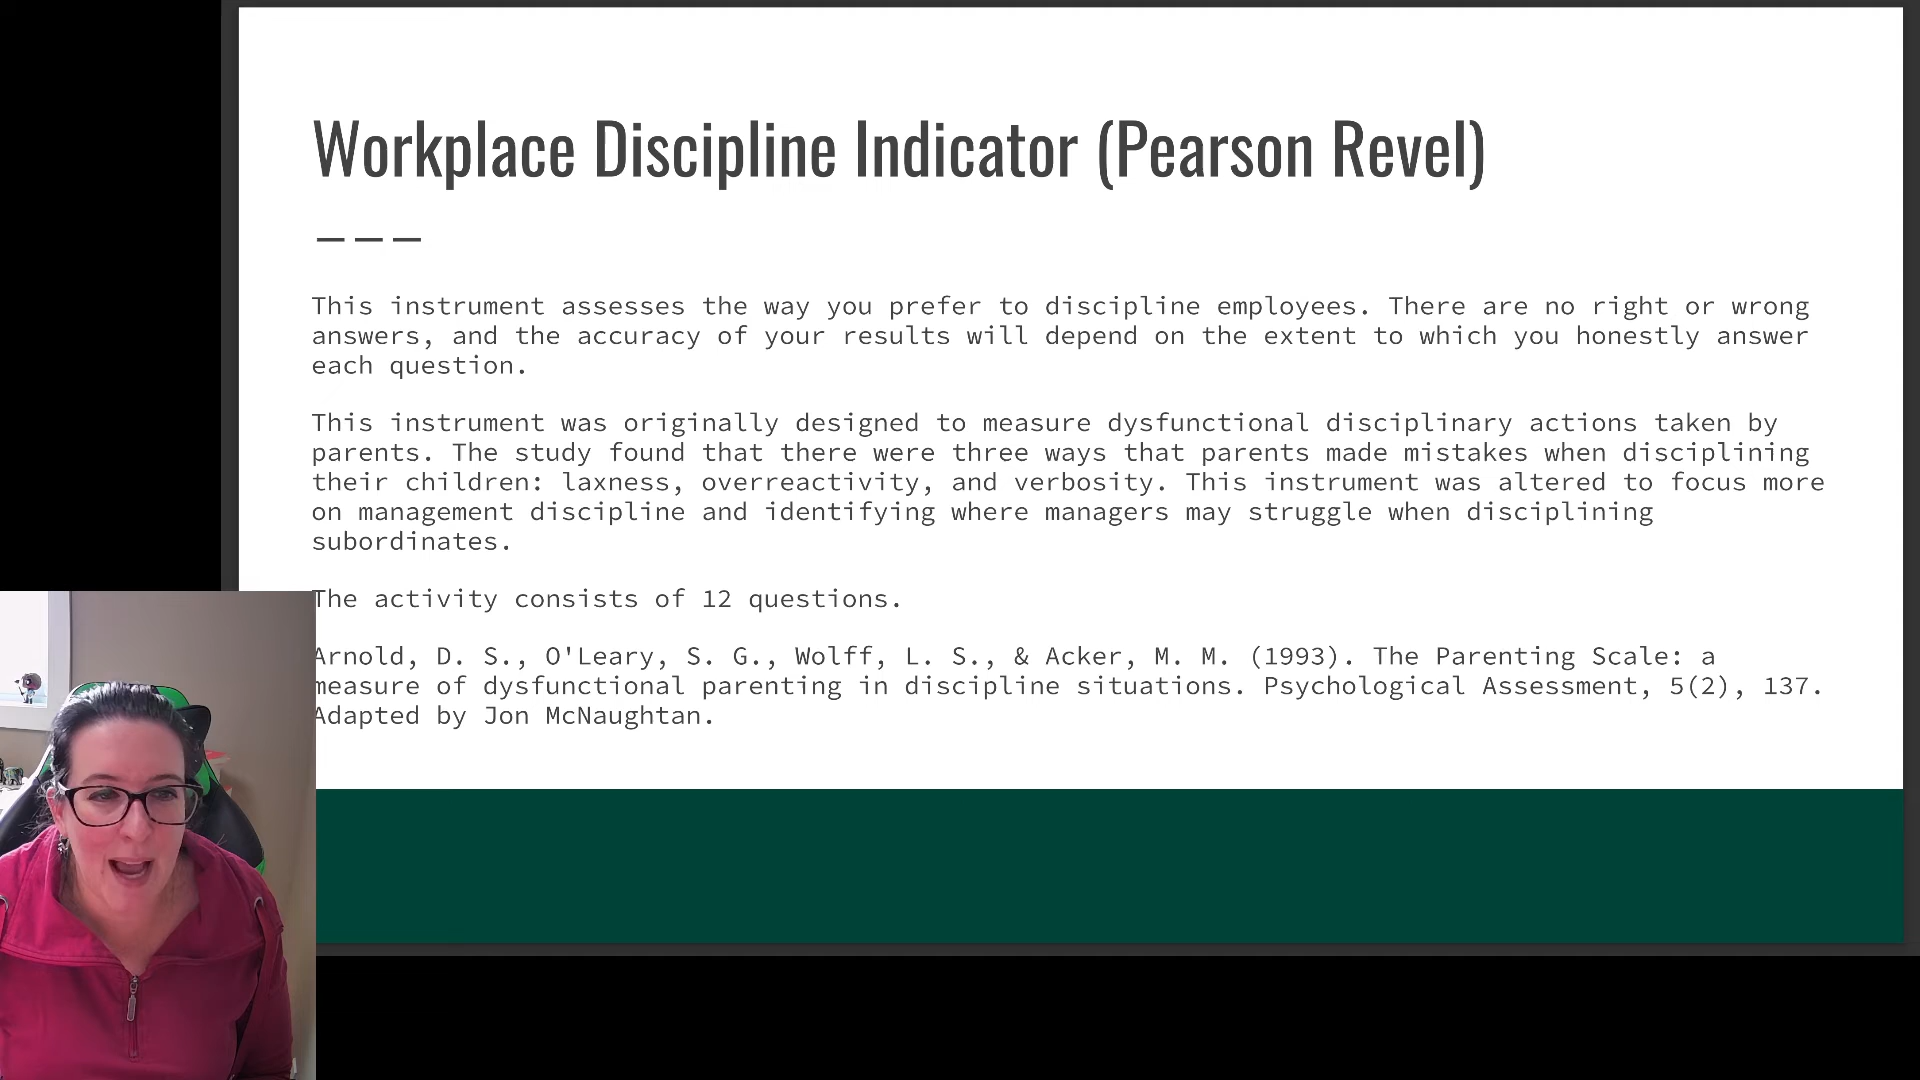 Workplace Discipline Indicator (Pearson Revel)
This instrument assesses the way you prefer to discipline employees. There are no right or wrong
answers, and the accuracy of your results will depend on the extent to which you honestly answer
each question.
This instrument was originally designed to measure dysfunctional disciplinary actions taken by
parents. The study found that there were three ways that parents made mistakes when disciplining
their children: laxness, overreactivity, and verbosity. This instrument was altered to focus more
on management discipline and identifying where managers may struggle when disciplining
subordinates.
The activity consists of 12 questions.
Arnold, D. S., O'Leary, S. G., Wolff, L. S., & Acker, M. M. (1993). The Parenting Scale: a
measure of dysfunctional parenting in discipline situations. Psychological Assessment, 5(2), 137.
Adapted by Jon McNaughtan.